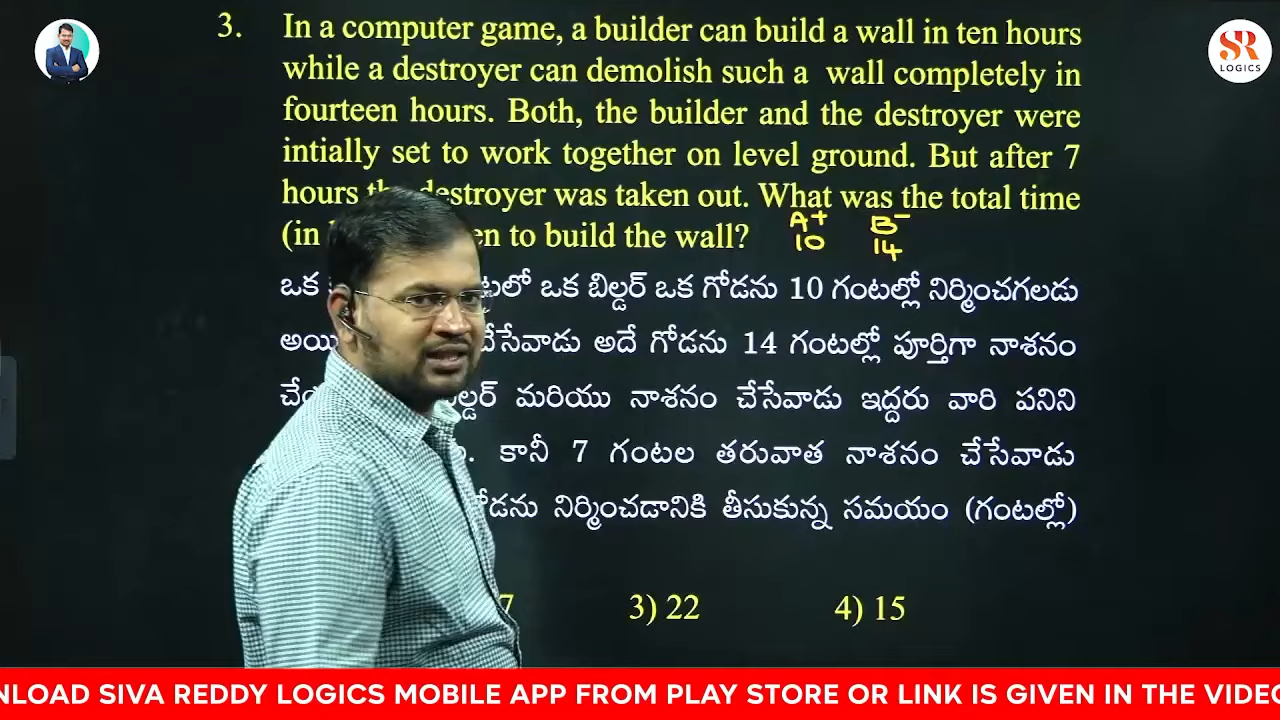 SR
LOGICS
3. In a computer game, a builder can build a wall in ten hours
while a destroyer can demolish such a wall completely in
fourteen hours. Both, the builder and the destroyer were
intially set to work together on level ground. But after 7
hours destroyer was taken out. What was the total time
(in to build the wall?
A+ B-
10 14
ఒక ఒక బిల్డర్ ఒక గోడను 10 గంటల్లో నిర్మించగలడు
చేసేవాడు అదే గోడను 14 గంటల్లో పూర్తిగా నాశనం
మరియు నాశనం చేసేవాడు ఇద్దరు వారి పనిని
కానీ 7 గంటల తరువాత నాశనం చేసేవాడు
నిర్మించడానికి తీసుకున్న సమయం (గంటల్లో)
7 3) 22 4) 15
NLOAD SIVA REDDY LOGICS MOBILE APP FROM PLAY STORE OR LINK IS GIVEN IN THE VIDEO